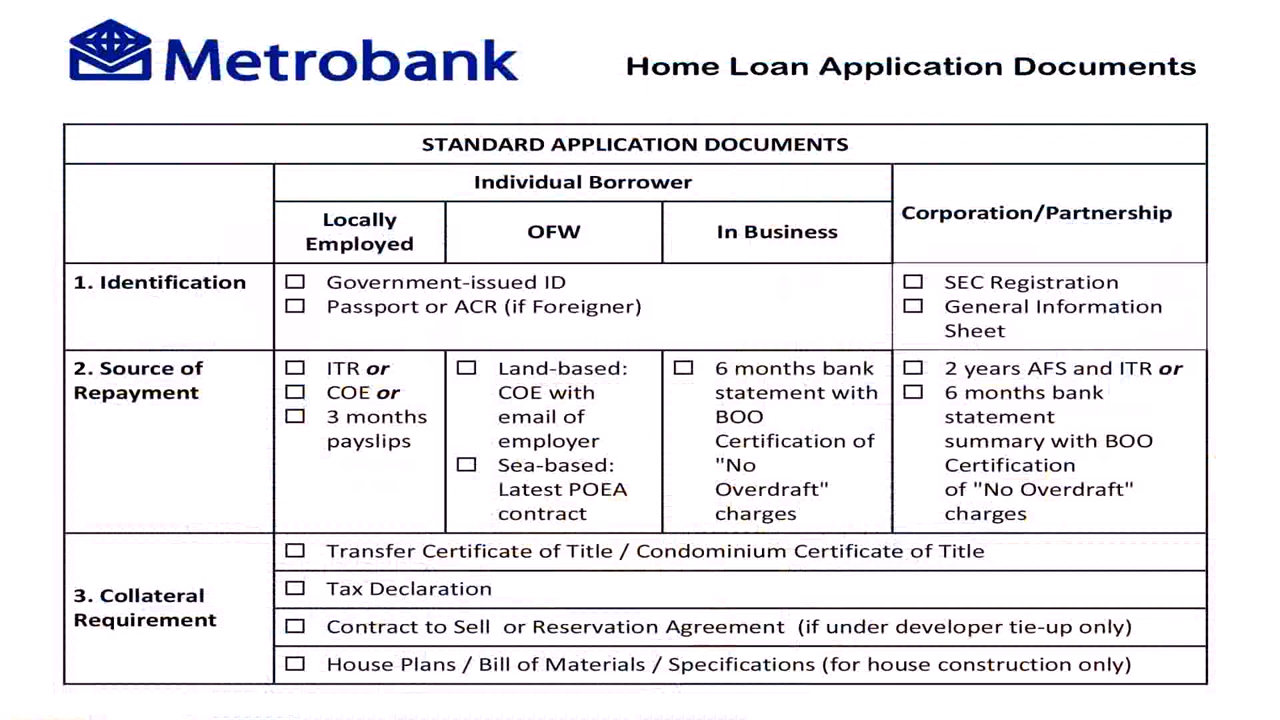 Metrobank
Home Loan Application Documents
STANDARD APPLICATION DOCUMENTS
Individual Borrower
Corporation/Partnership
Locally
Employed
OFW
In Business
1. Identification
Government-issued ID
Passport or ACR (if Foreigner)
SEC Registration
General Information
Sheet
2. Source of
Repayment
ITR or
COE or
3 months
payslips
Land-based:
COE with
email of
employer
Sea-based:
Latest POEA
contract
6 months bank
statement with
BOO
Certification of
"No
Overdraft"
charges
2 years AFS and ITR or
6 months bank
statement
summary with BOO
Certification
of "No Overdraft"
charges
3. Collateral
Requirement
Transfer Certificate of Title / Condominium Certificate of Title
Tax Declaration
Contract to Sell or Reservation Agreement (if under developer tie-up only)
House Plans / Bill of Materials / Specifications (for house construction only)